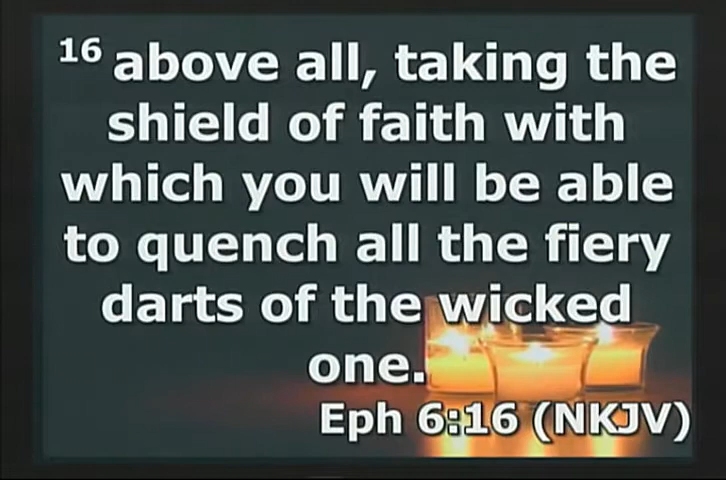 16 above all, taking the
shield of faith with
which you will be able
to quench all the fiery
darts of the wicked
one.
Eph 6:16 (NKJV)